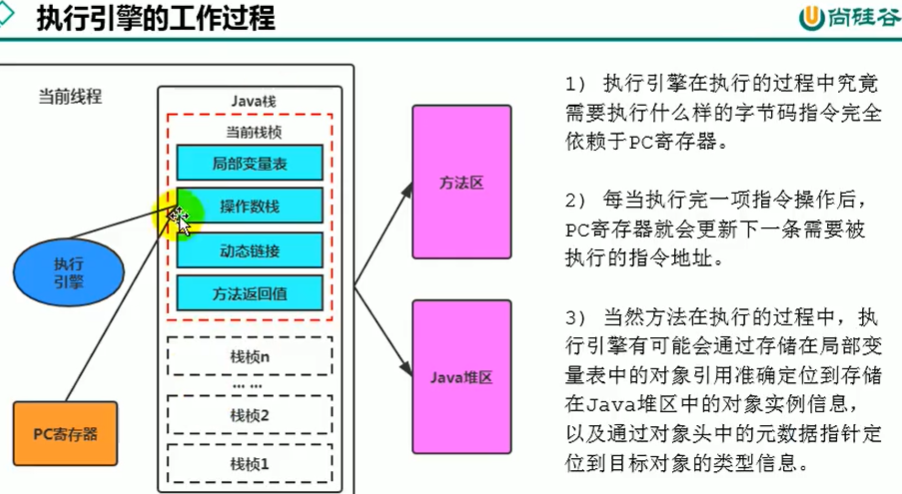 执行引擎的工作过程
尚硅谷
当前线程
Java栈
当前栈桢
局部变量表
操作数栈
动态链接
方法返回值
栈桢n
... ...
栈桢2
栈桢1
执行
引擎
PC寄存器
方法区
Java堆区
1) 执行引擎在执行的过程中究竟
需要执行什么样的字节码指令完全
依赖于PC寄存器。
2) 每当执行完一项指令操作后,
PC寄存器就会更新下一条需要被
执行的指令地址。
3) 当然方法在执行的过程中,执
行引擎有可能会通过存储在局部变
量表中的对象引用准确定位到存储
在Java堆区中的对象实例信息,
以及通过对象头中的元数据指针定
位到目标对象的类型信息。